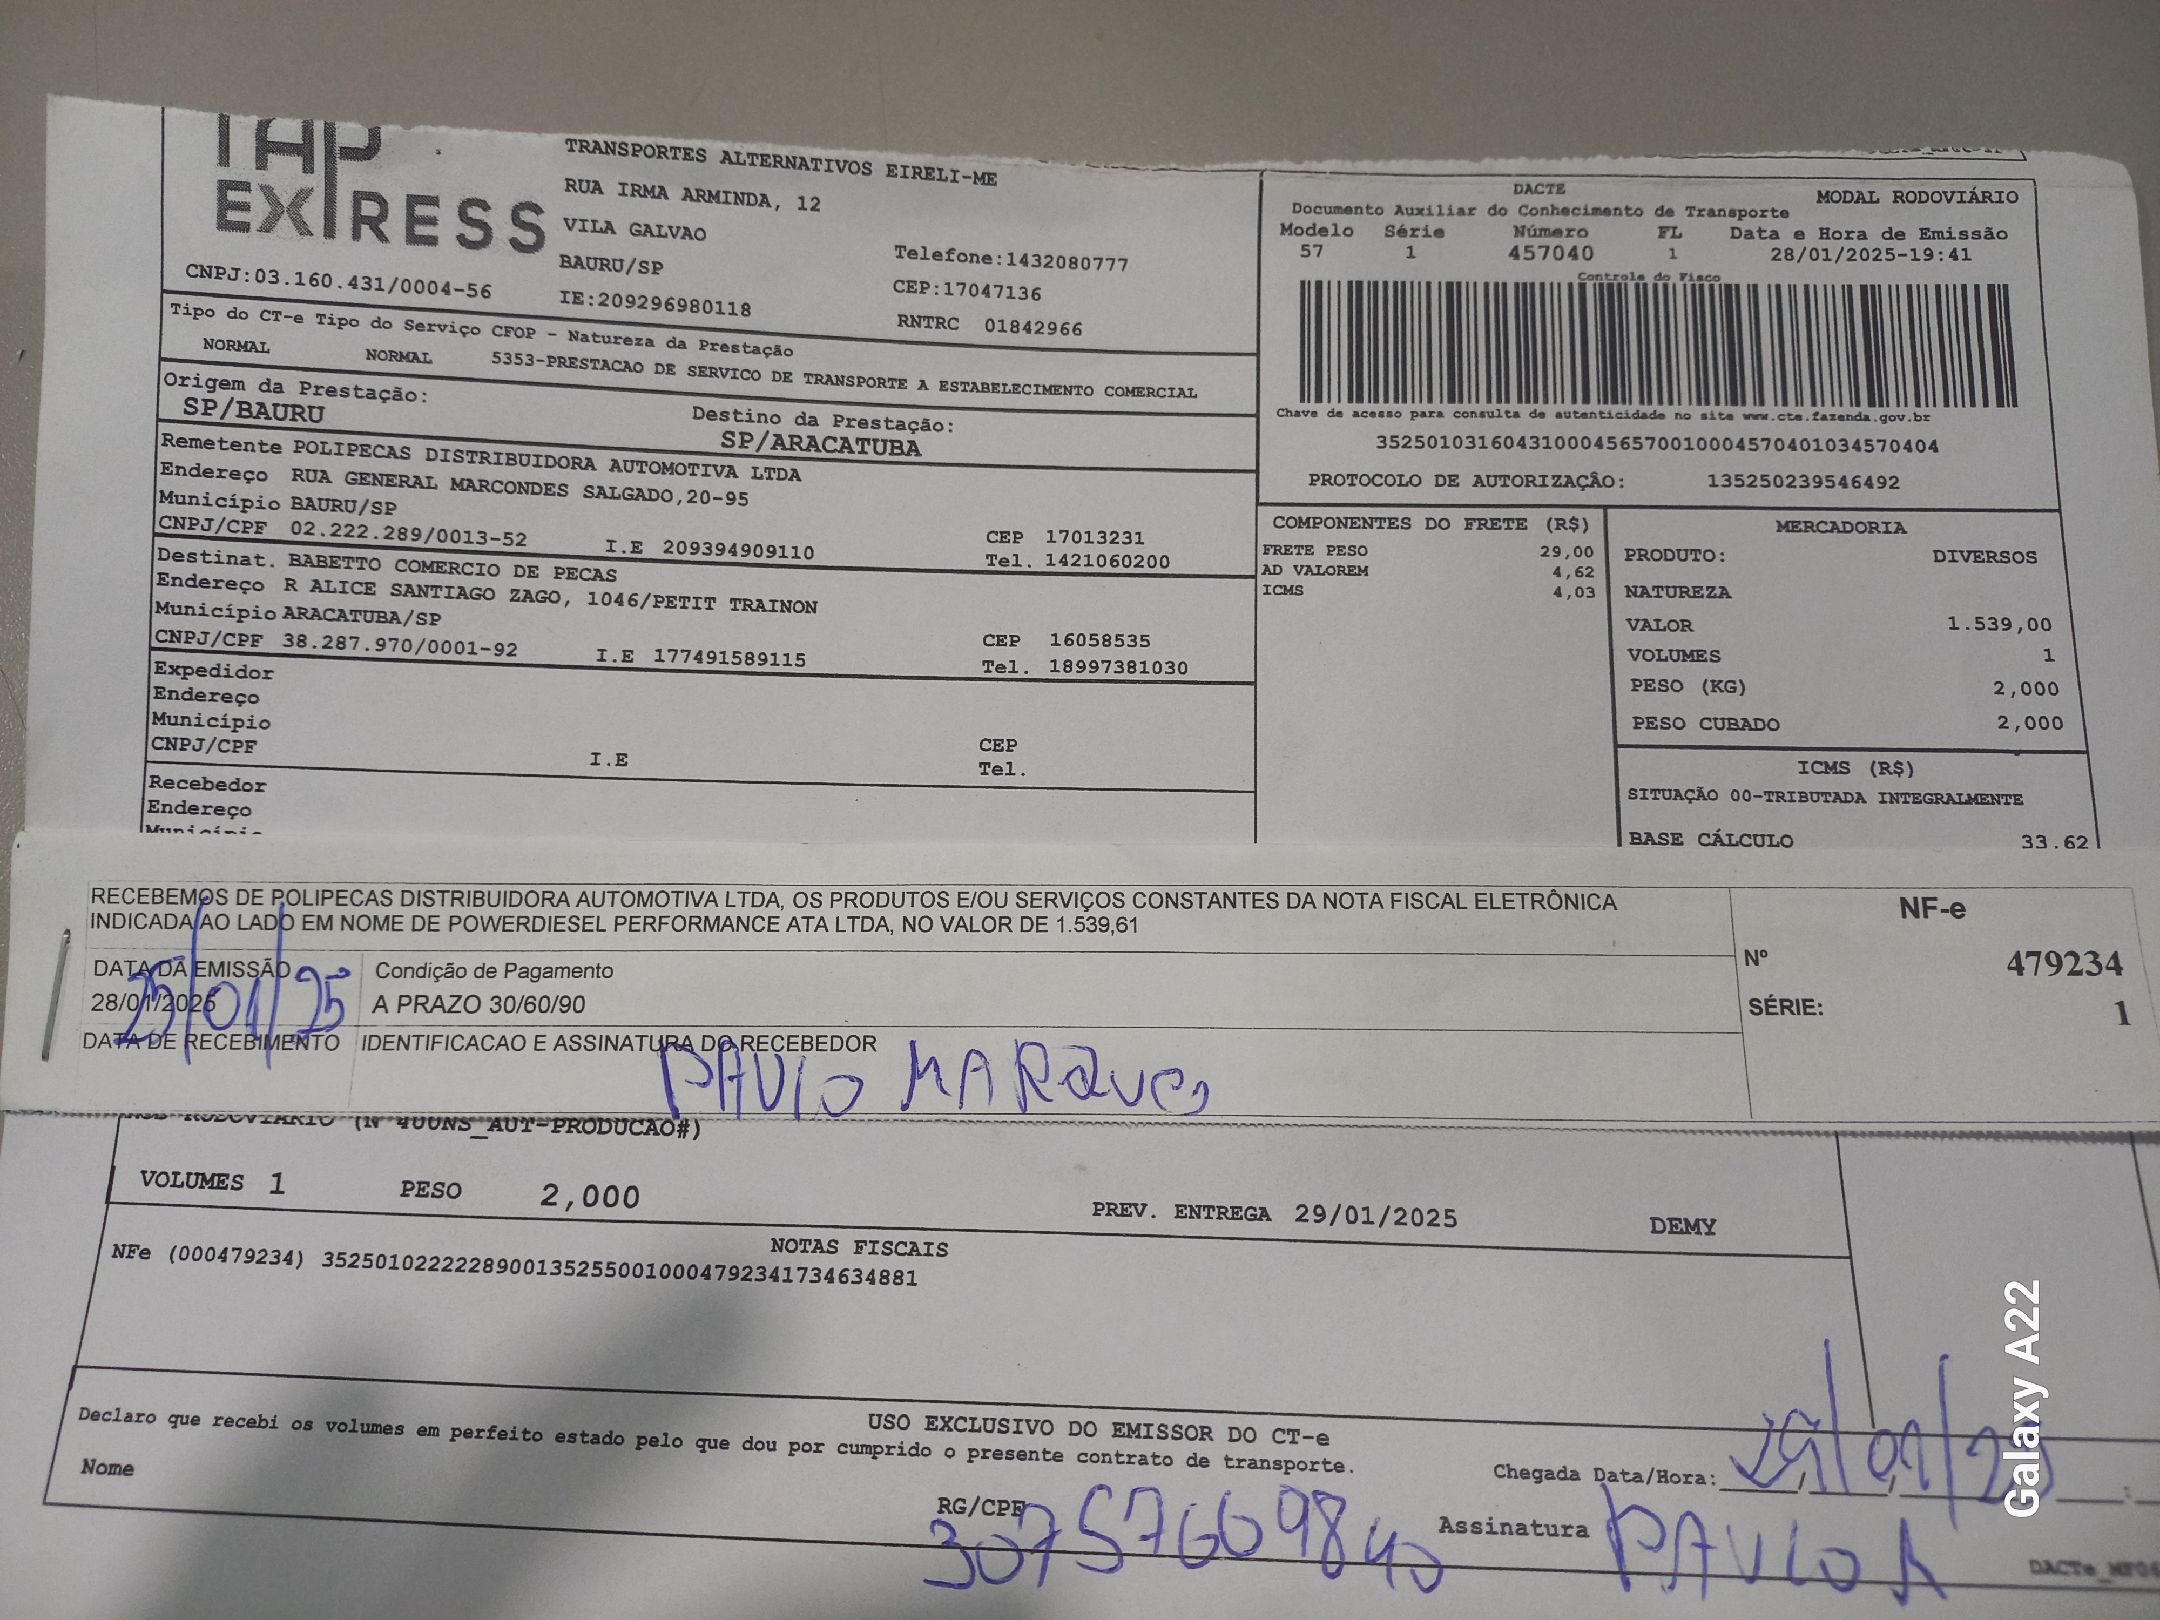 TAP
EXPRESS
TRANSPORTES ALTERNATIVOS EIRELI-ME
RUA IRMA ARMINDA, 12
VILA GALVAO
BAURU/SP Telefone:1432080777
CEP:17047136
CNPJ:03.160.431/0004-56 IE:209296980118 RNTRC 01842966
Tipo do CT-e Tipo do Serviço CFOP - Natureza da Prestação
NORMAL NORMAL 5353-PRESTACAO DE SERVICO DE TRANSPORTE A ESTABELECIMENTO COMERCIAL
Origem da Prestação: Destino da Prestação:
SP/BAURU SP/ARACATUBA
Remetente POLIPECAS DISTRIBUIDORA AUTOMOTIVA LTDA
Endereço RUA GENERAL MARCONDES SALGADO,20-95
Município BAURU/SP CEP 17013231
CNPJ/CPF 02.222.289/0013-52 I.E 209394909110 Tel. 1421060200
Destinat. BABETTO COMERCIO DE PECAS
Endereço R ALICE SANTIAGO ZAGO, 1046/PETIT TRAINON
Município ARACATUBA/SP CEP 16058535
CNPJ/CPF 38.287.970/0001-92 I.E 177491589115 Tel. 18997381030
Expedidor
Endereço
Município CEP
CNPJ/CPF I.E Tel.
Recebedor
Endereço
Município
DACTE MODAL RODOVIÁRIO
Documento Auxiliar do Conhecimento de Transporte
Modelo Série Número FL Data e Hora de Emissão
57 1 457040 1 28/01/2025-19:41
Controle do Fisco
Chave de acesso para consulta de autenticidade no site www.cte.fazenda.gov.br
35250103160431000456570010004570401034570404
PROTOCOLO DE AUTORIZAÇÂO: 135250239546492
COMPONENTES DO FRETE (R$)
FRETE PESO 29,00
AD VALOREM 4,62
ICMS 4,03
MERCADORIA
PRODUTO: DIVERSOS
NATUREZA
VALOR 1.539,00
VOLUMES 1
PESO (KG) 2,000
PESO CUBADO 2,000
ICMS (R$)
SITUAÇÃO 00-TRIBUTADA INTEGRALMENTE
BASE CÁLCULO 33.62
RECEBEMOS DE POLIPECAS DISTRIBUIDORA AUTOMOTIVA LTDA, OS PRODUTOS E/OU SERVIÇOS CONSTANTES DA NOTA FISCAL ELETRÔNICA
INDICADA AO LADO EM NOME DE POWERDIESEL PERFORMANCE ATA LTDA, NO VALOR DE 1.539,61
NF-e
Nº 479234
SÉRIE: 1
DATA DA EMISSÃO Condição de Pagamento
28/01/2025 A PRAZO 30/60/90
29/01/25
DATA DE RECEBIMENTO IDENTIFICACAO E ASSINATURA DO RECEBEDOR
PAULO MARQUES
RODOVIARIO (N 400NS_AUT-PRODUCAO#)
VOLUMES 1 PESO 2,000 PREV. ENTREGA 29/01/2025 DEMY
NOTAS FISCAIS
NFe (000479234) 35250102222289001352550010004792341734634881
USO EXCLUSIVO DO EMISSOR DO CT-e
Declaro que recebi os volumes em perfeito estado pelo que dou por cumprido o presente contrato de transporte.
Nome RG/CPF 30757609840 Chegada Data/Hora: 29/01/25
Assinatura PAULO
Galaxy A22